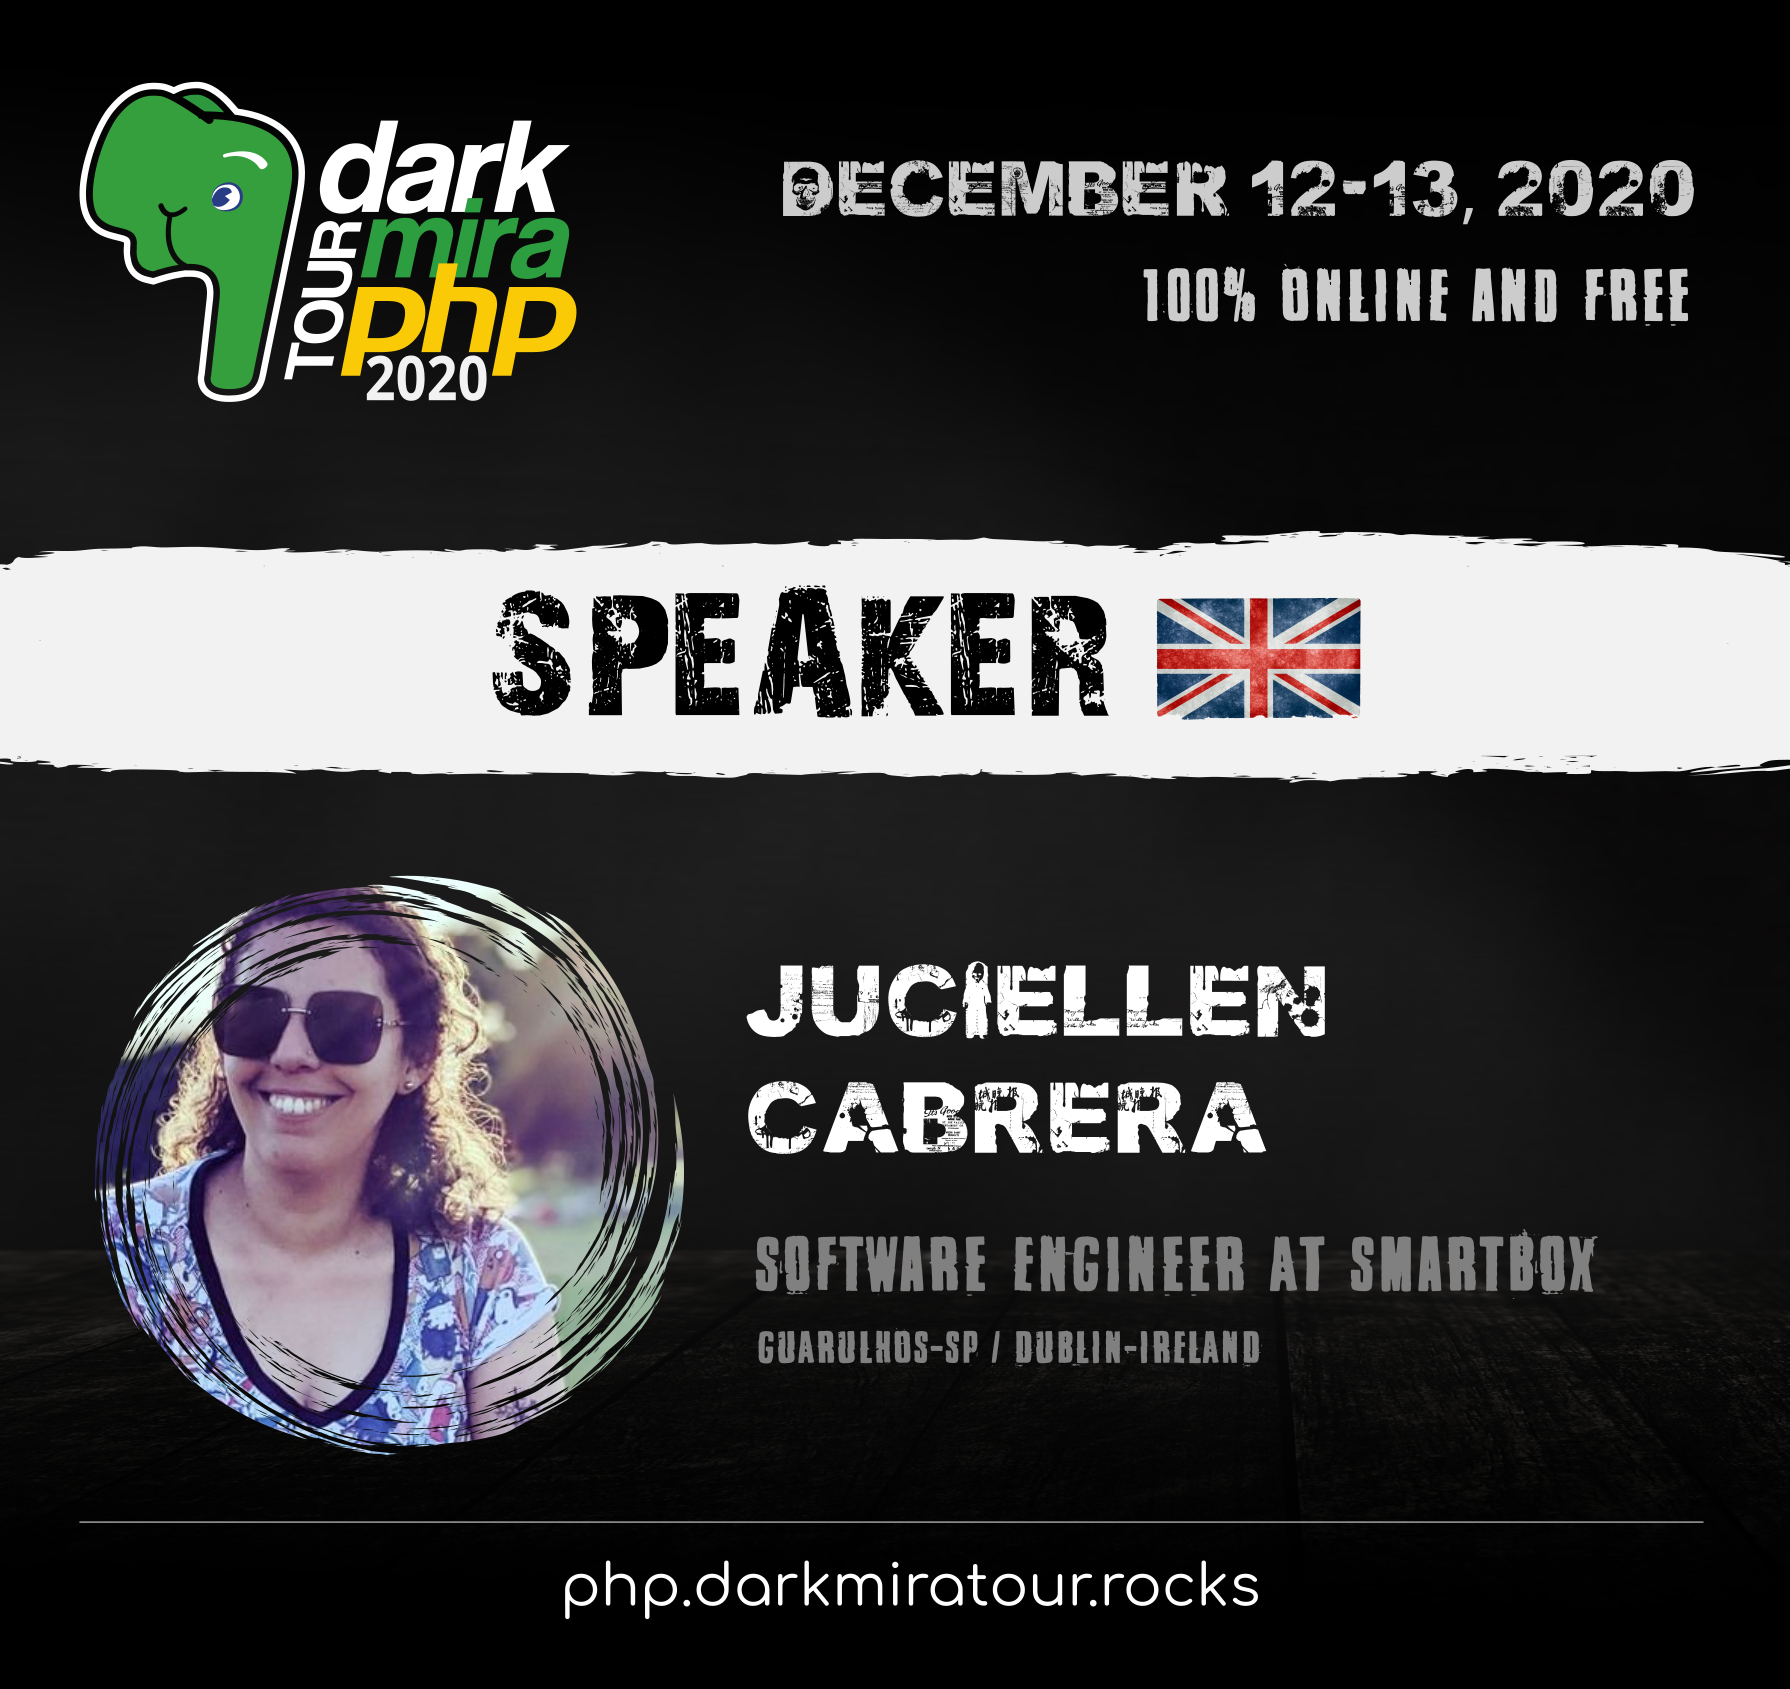 dark
mira
php
TOUR
2020
DECEMBER 12-13, 2020
100% ONLINE AND FREE
SPEAKER
JUCIELLEN
CABRERA
SOFTWARE ENGINEER AT SMARTBOX
GUARULHOS-SP / DUBLIN-IRELAND
php.darkmiratour.rocks